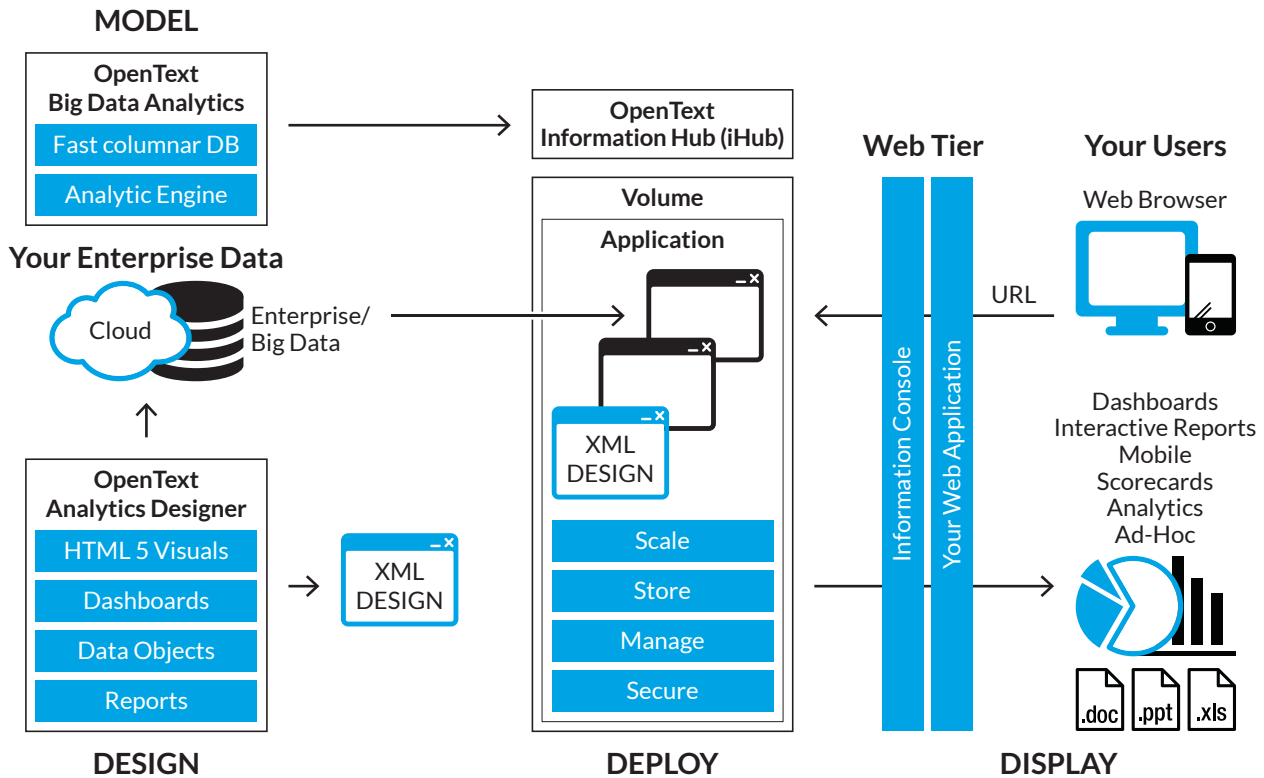 MODEL
OpenText
Big Data Analytics
Fast columnar DB
Analytic Engine
Your Enterprise Data
Cloud
Enterprise/
Big Data
OpenText
Analytics Designer
HTML 5 Visuals
Dashboards
Data Objects
Reports
DESIGN
XML
DESIGN
OpenText
Information Hub (iHub)
Volume
Application
XML
DESIGN
Scale
Store
Manage
Secure
DEPLOY
Web Tier
Information Console
Your Web Application
Your Users
Web Browser
URL
Dashboards
Interactive Reports
Mobile
Scorecards
Analytics
Ad-Hoc
.doc
.ppt
.xls
DISPLAY